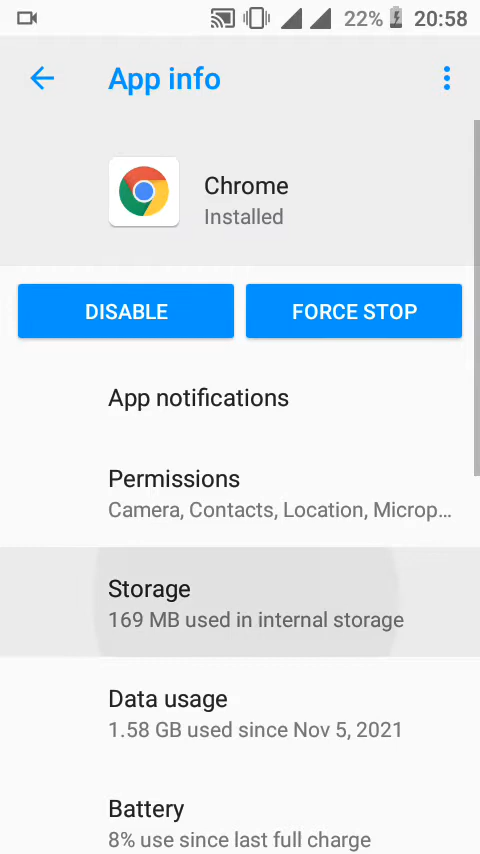 22% 20:58
App info
Chrome
Installed
DISABLE FORCE STOP
App notifications
Permissions
Camera, Contacts, Location, Microp...
Storage
169 MB used in internal storage
Data usage
1.58 GB used since Nov 5, 2021
Battery
8% use since last full charge